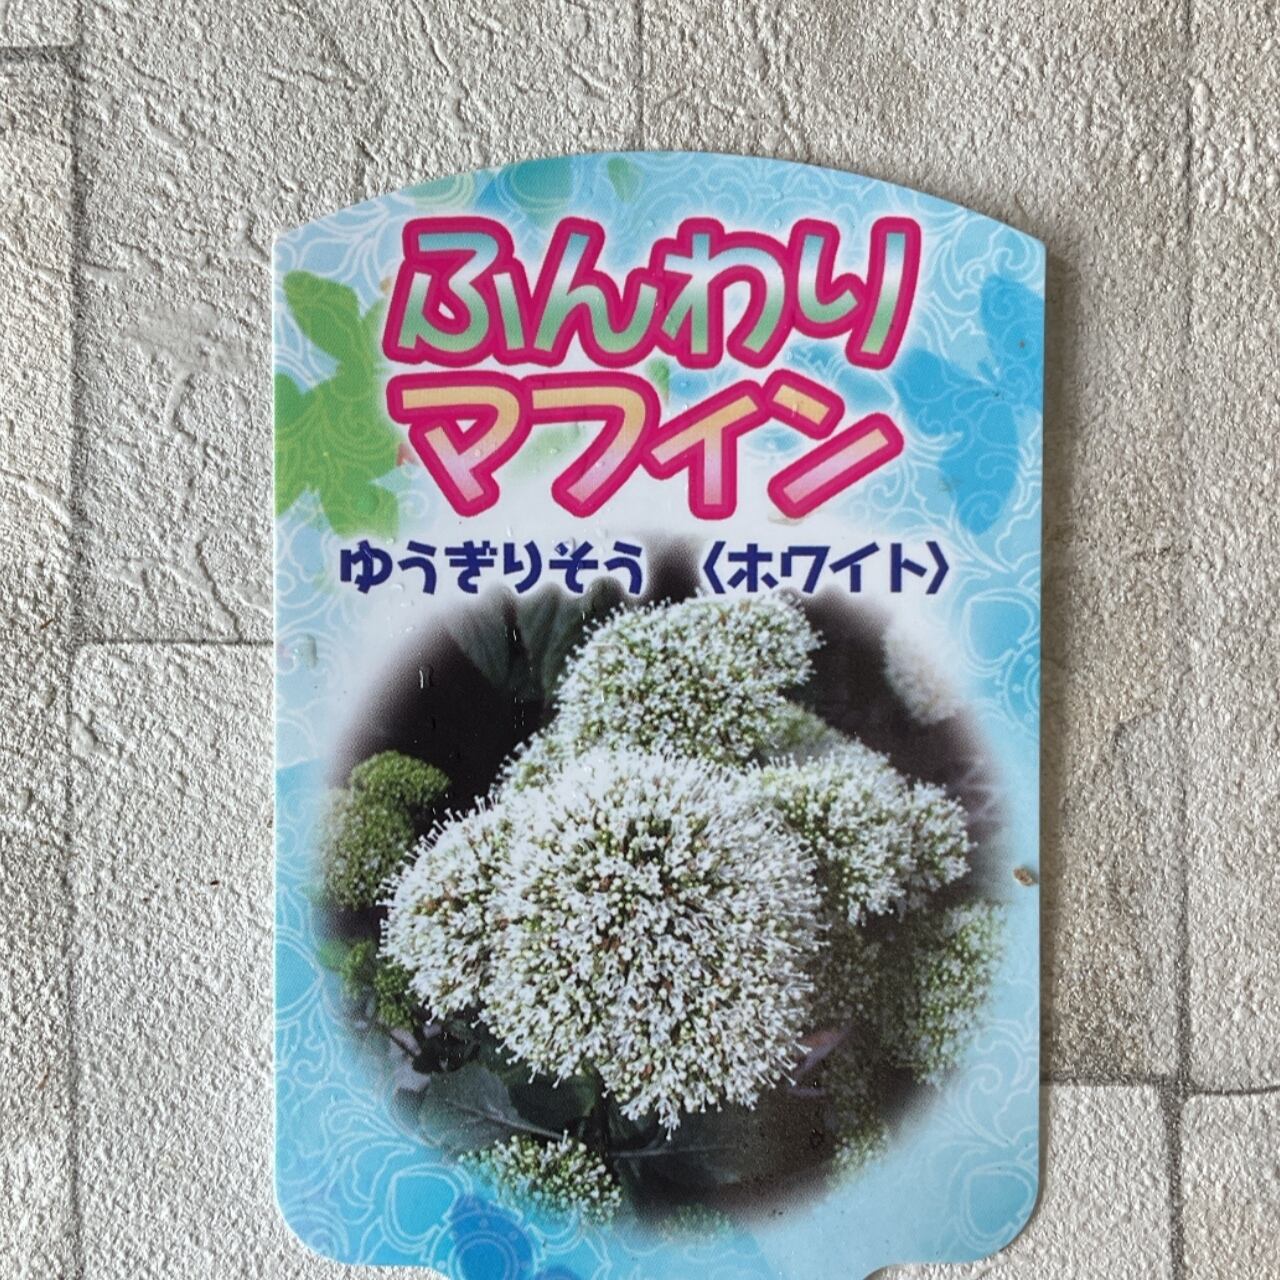 ふんわり
マフィン
ゆうぎりそう 〈ホワイト〉